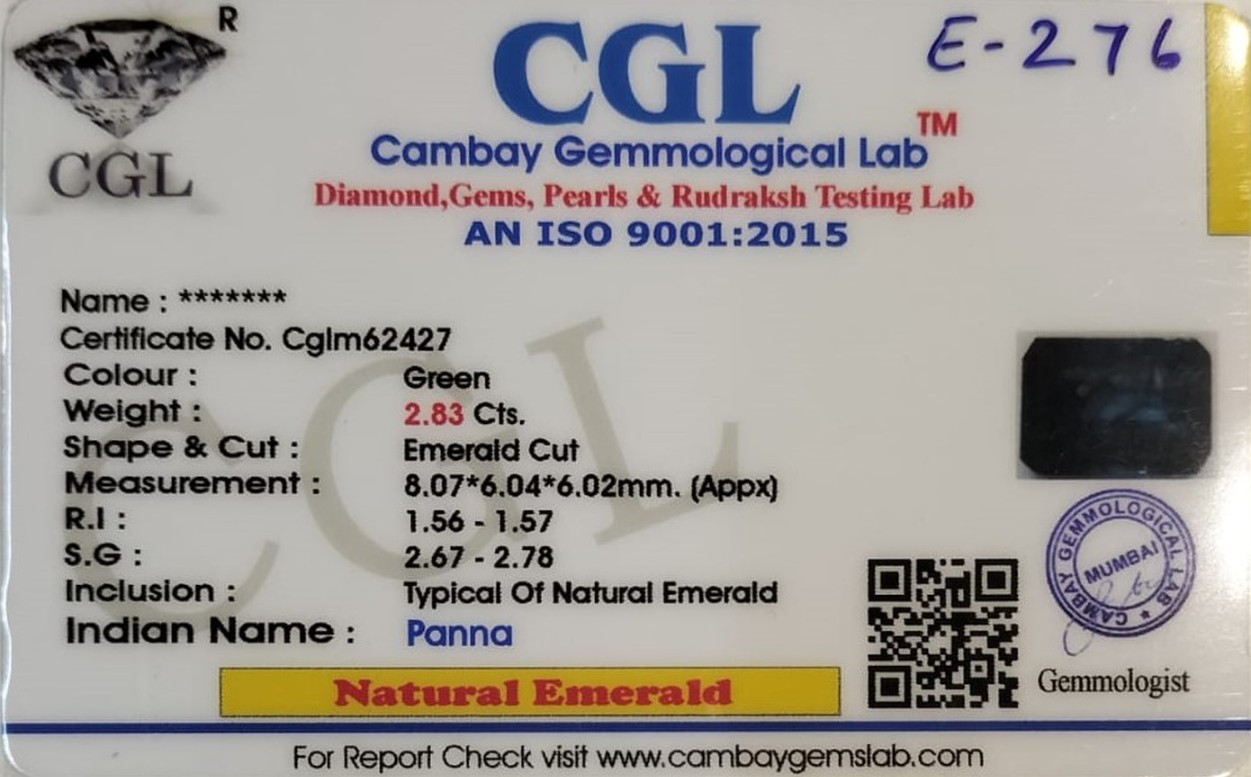 R
CGL
E-276
CGL
TM
Cambay Gemmological Lab
Diamond,Gems, Pearls & Rudraksh Testing Lab
AN ISO 9001:2015
Name : *******
Certificate No. Cglm62427
Colour : Green
Weight : 2.83 Cts.
Shape & Cut : Emerald Cut
Measurement : 8.07*6.04*6.02mm. (Appx)
R.I : 1.56 - 1.57
S.G : 2.67 - 2.78
Inclusion : Typical Of Natural Emerald
Indian Name : Panna
CGL
CAMBAY GEMMOLOGICAL LAB ★
MUMBAI
Gemmologist
Natural Emerald
For Report Check visit www.cambaygemslab.com